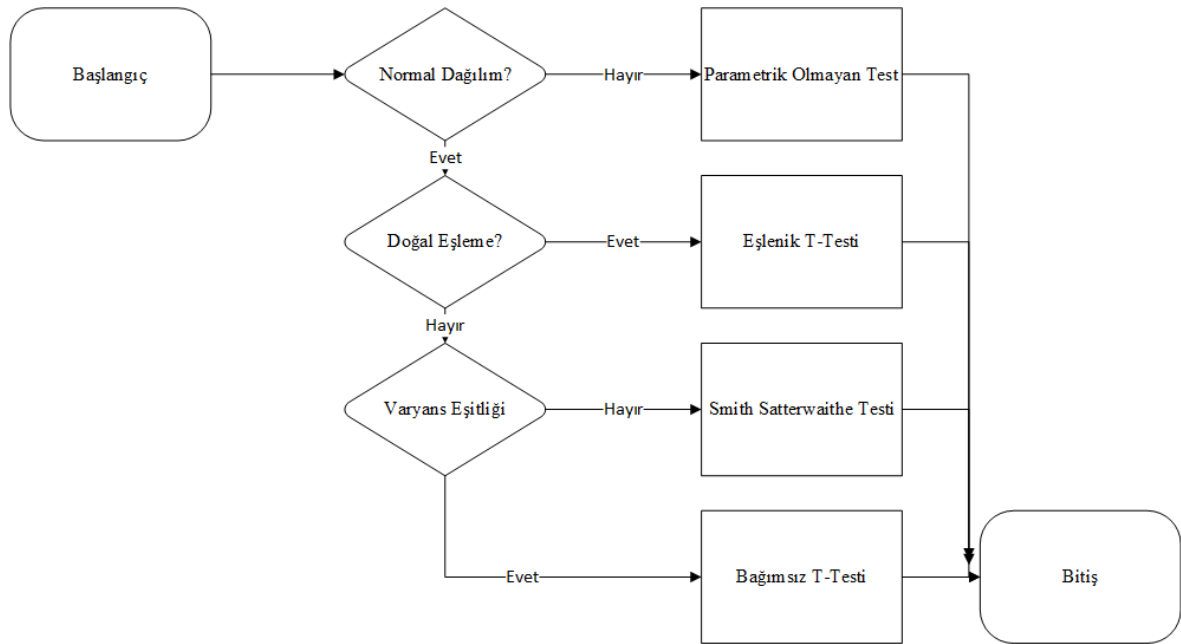 Başlangıç
Normal Dağılım?
Hayır
Parametrik Olmayan Test
Evet
Doğal Eşleme?
Evet
Eşlenik T-Testi
Hayır
Varyans Eşitliği
Hayır
Smith Satterwaithe Testi
Evet
Bağımsız T-Testi
Bitiş